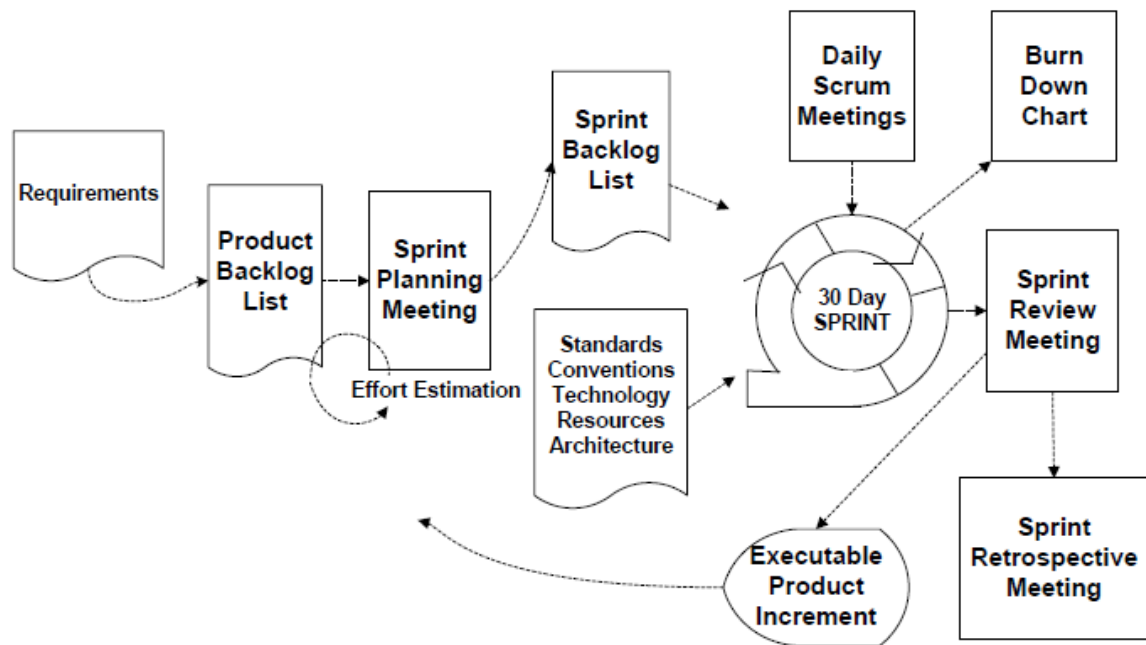 Requirements
Product
Backlog
List
Sprint
Planning
Meeting
Effort Estimation
Sprint
Backlog
List
Standards
Conventions
Technology
Resources
Architecture
Daily
Scrum
Meetings
30 Day
SPRINT
Burn
Down
Chart
Sprint
Review
Meeting
Executable
Product
Increment
Sprint
Retrospective
Meeting